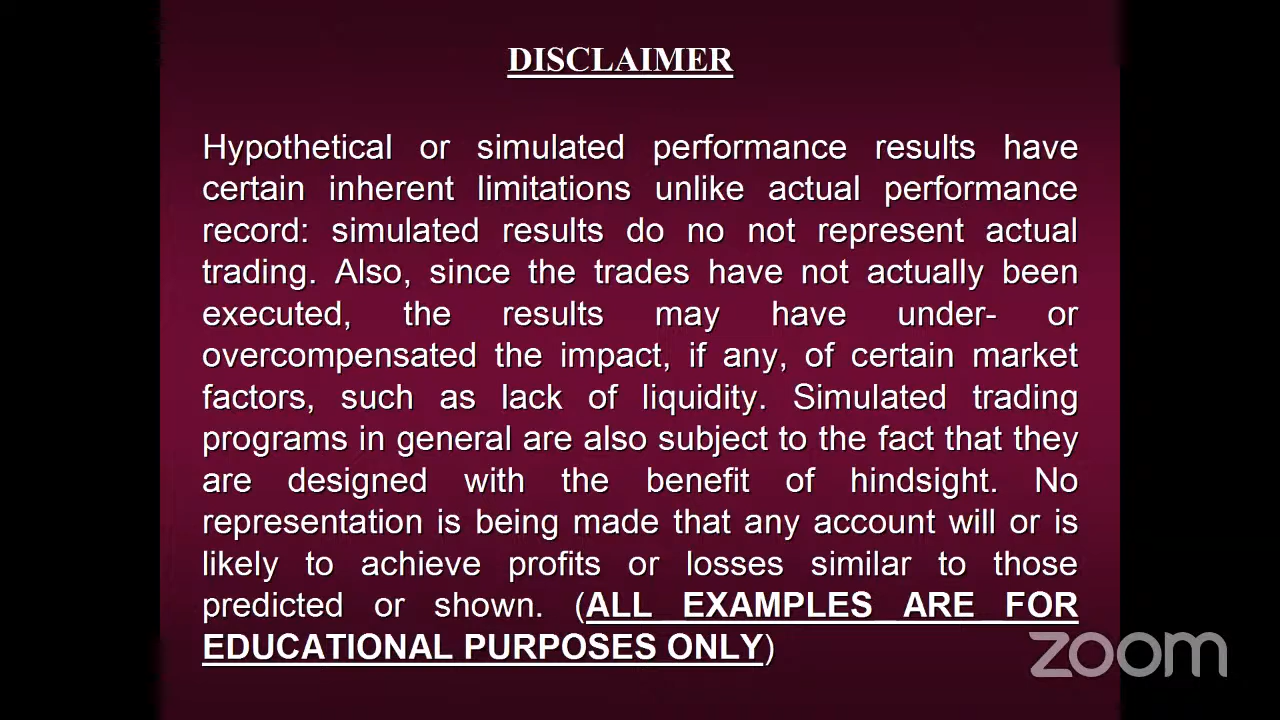 DISCLAIMER
Hypothetical or simulated performance results have
certain inherent limitations unlike actual performance
record: simulated results do no not represent actual
trading. Also, since the trades have not actually been
executed, the results may have under- or
overcompensated the impact, if any, of certain market
factors, such as lack of liquidity. Simulated trading
programs in general are also subject to the fact that they
are designed with the benefit of hindsight. No
representation is being made that any account will or is
likely to achieve profits or losses similar to those
predicted or shown. (ALL EXAMPLES ARE FOR
EDUCATIONAL PURPOSES ONLY)
zoom